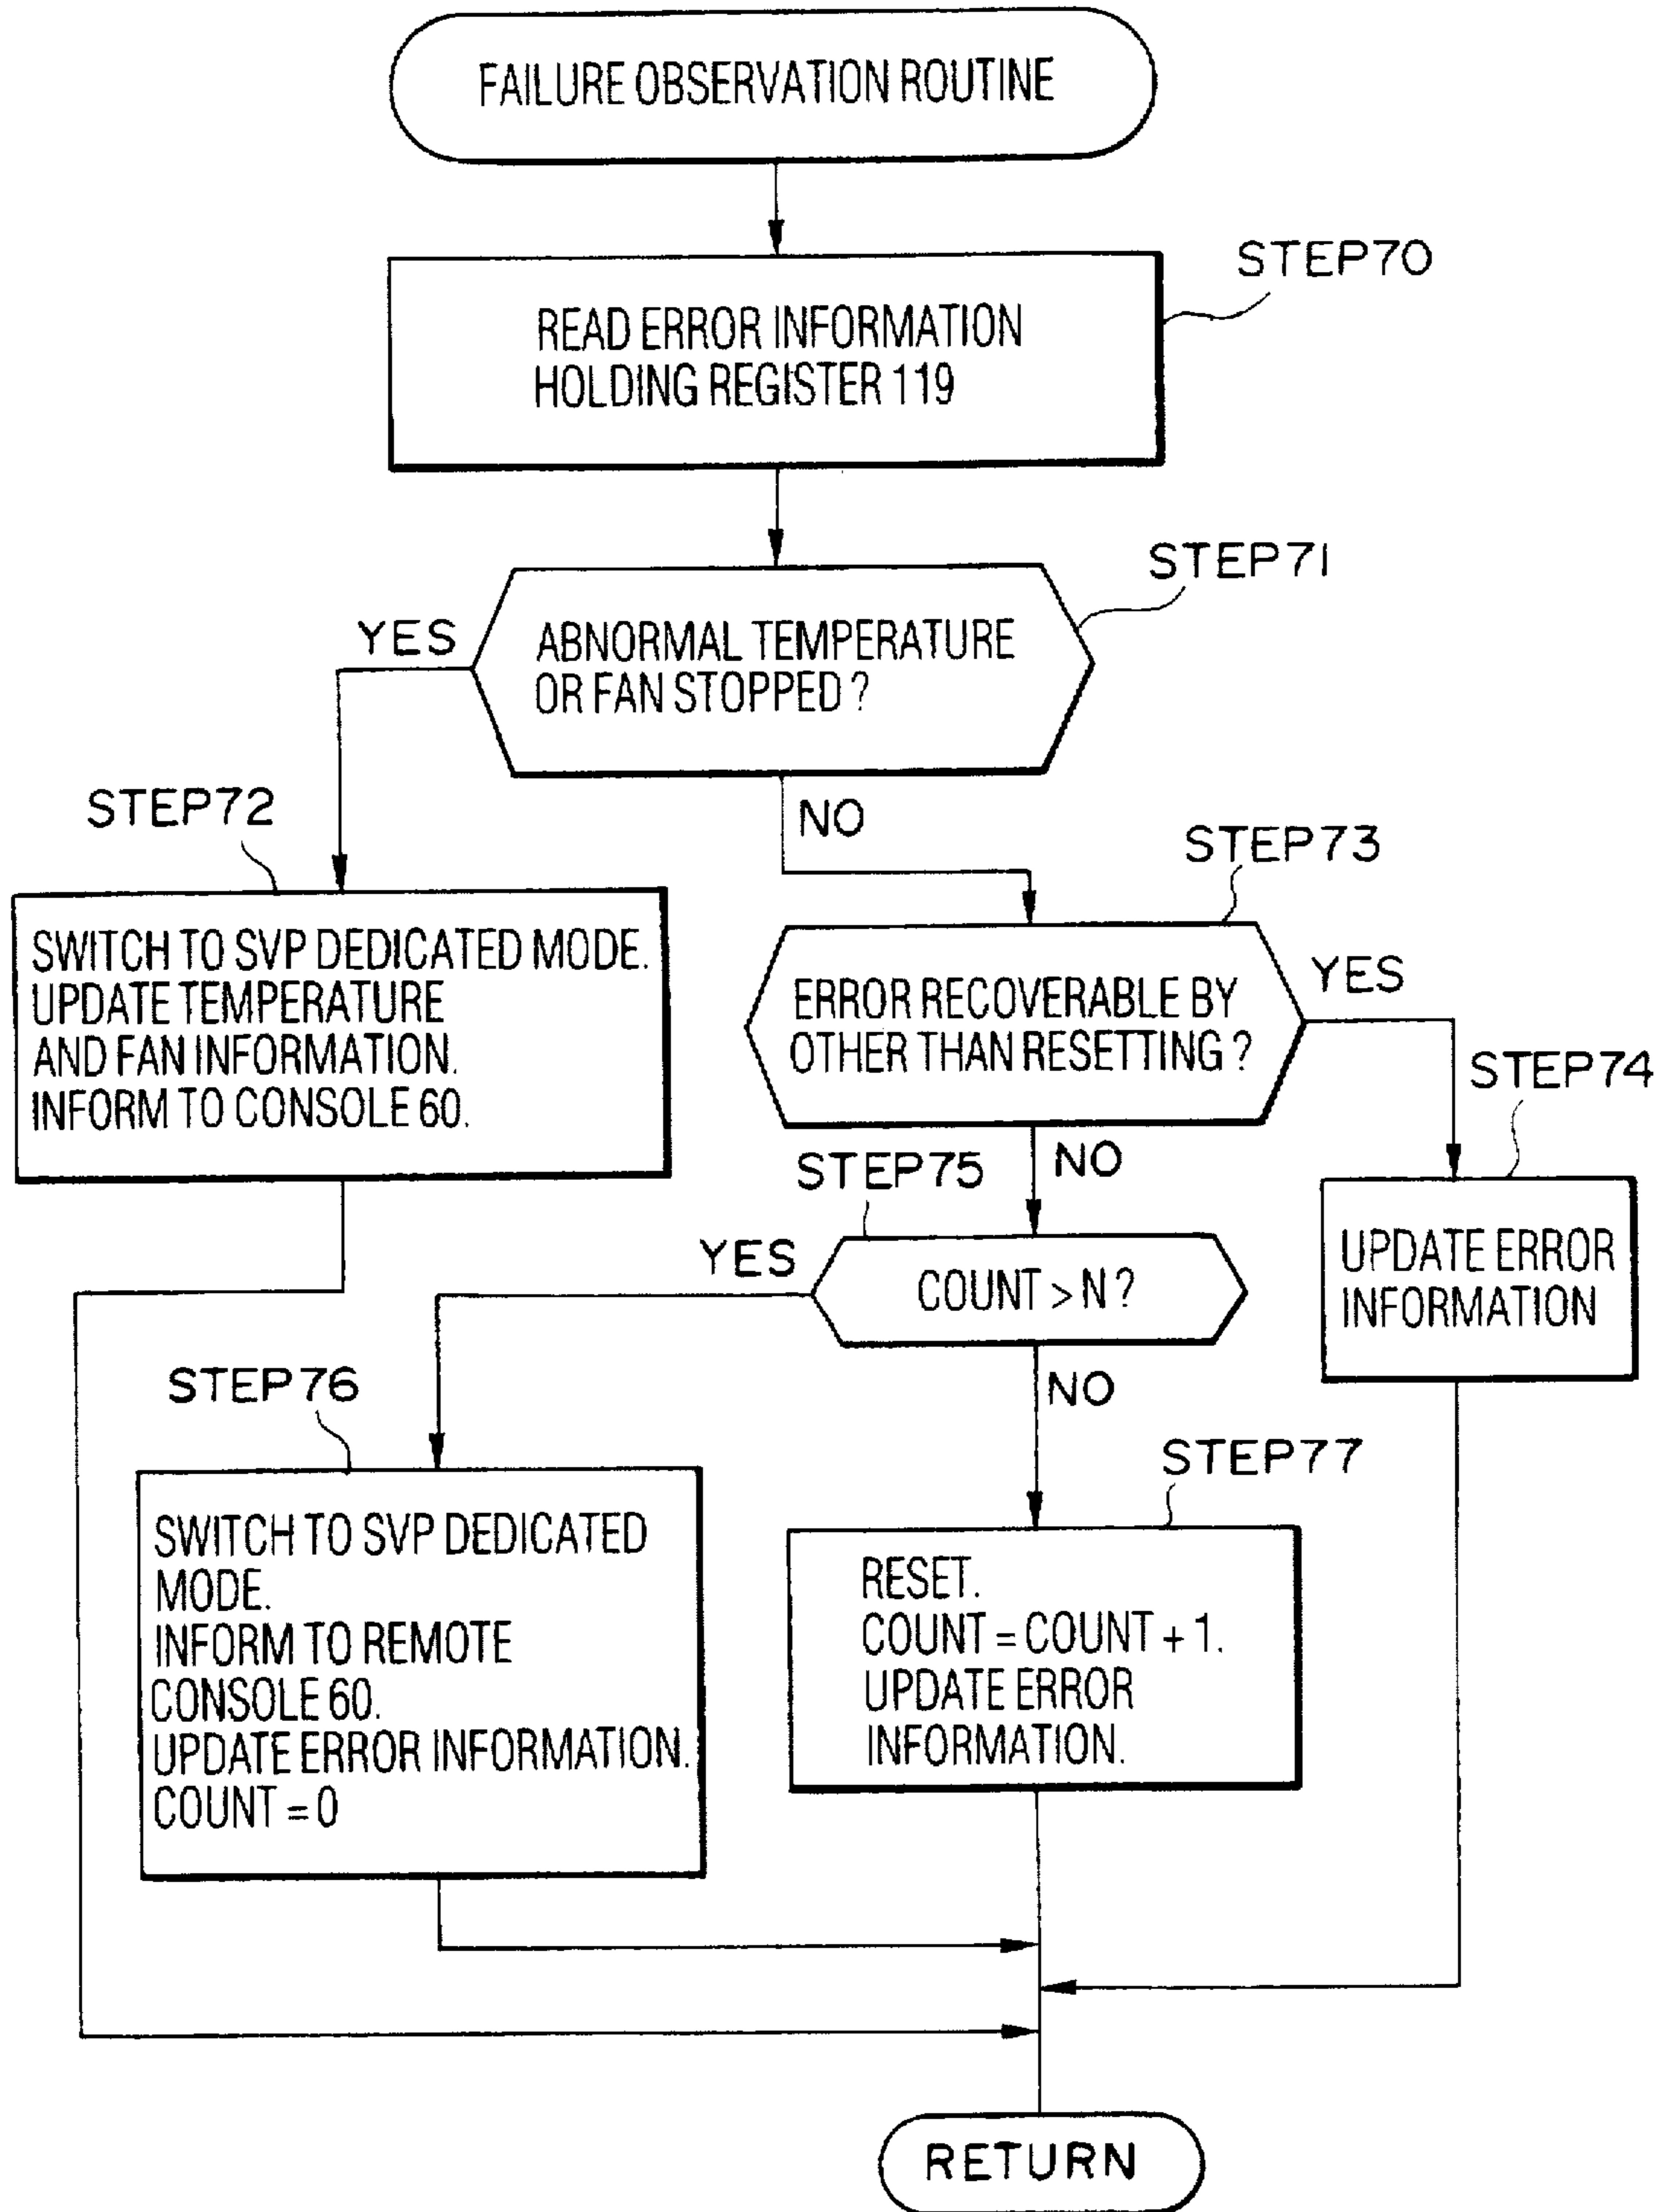 FAILURE OBSERVATION ROUTINE
STEP70
READ ERROR INFORMATION
HOLDING REGISTER 119
STEP71
YES
ABNORMAL TEMPERATURE
OR FAN STOPPED ?
NO
STEP72
SWITCH TO SVP DEDICATED MODE.
UPDATE TEMPERATURE
AND FAN INFORMATION.
INFORM TO CONSOLE 60.
STEP73
ERROR RECOVERABLE BY
OTHER THAN RESETTING ?
YES
NO
STEP74
UPDATE ERROR
INFORMATION
STEP75
YES
COUNT > N ?
NO
STEP76
SWITCH TO SVP DEDICATED
MODE.
INFORM TO REMOTE
CONSOLE 60.
UPDATE ERROR INFORMATION.
COUNT = 0
STEP77
RESET.
COUNT = COUNT + 1.
UPDATE ERROR
INFORMATION.
RETURN